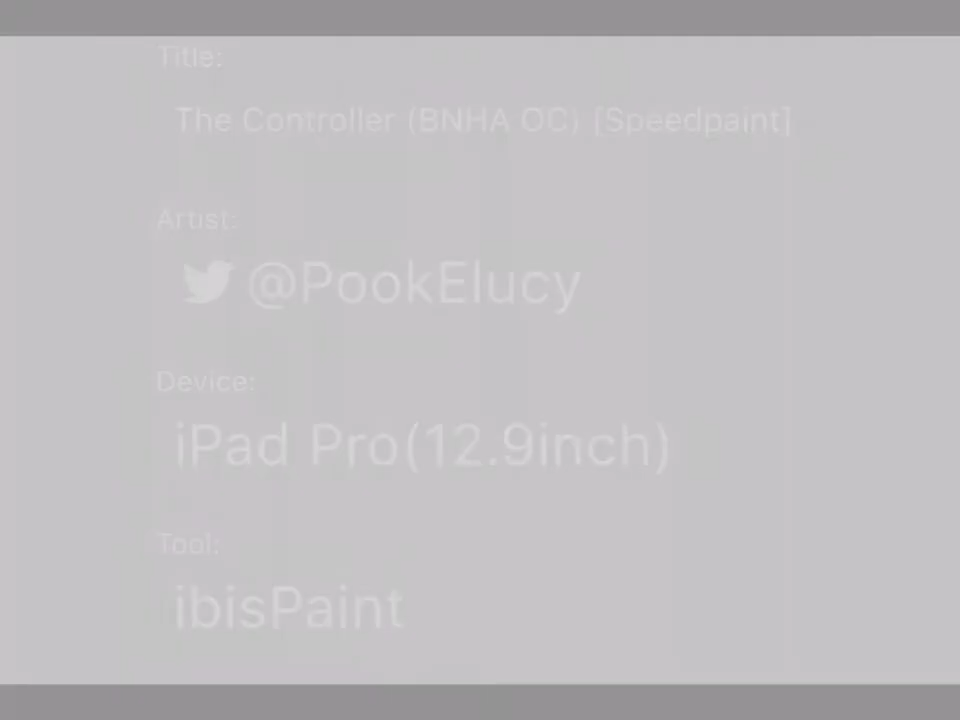 Title:
The Controller (BNHA OC) [Speedpaint]
Artist:
@PookElucy
Device:
iPad Pro(12.9inch)
Tool:
ibisPaint